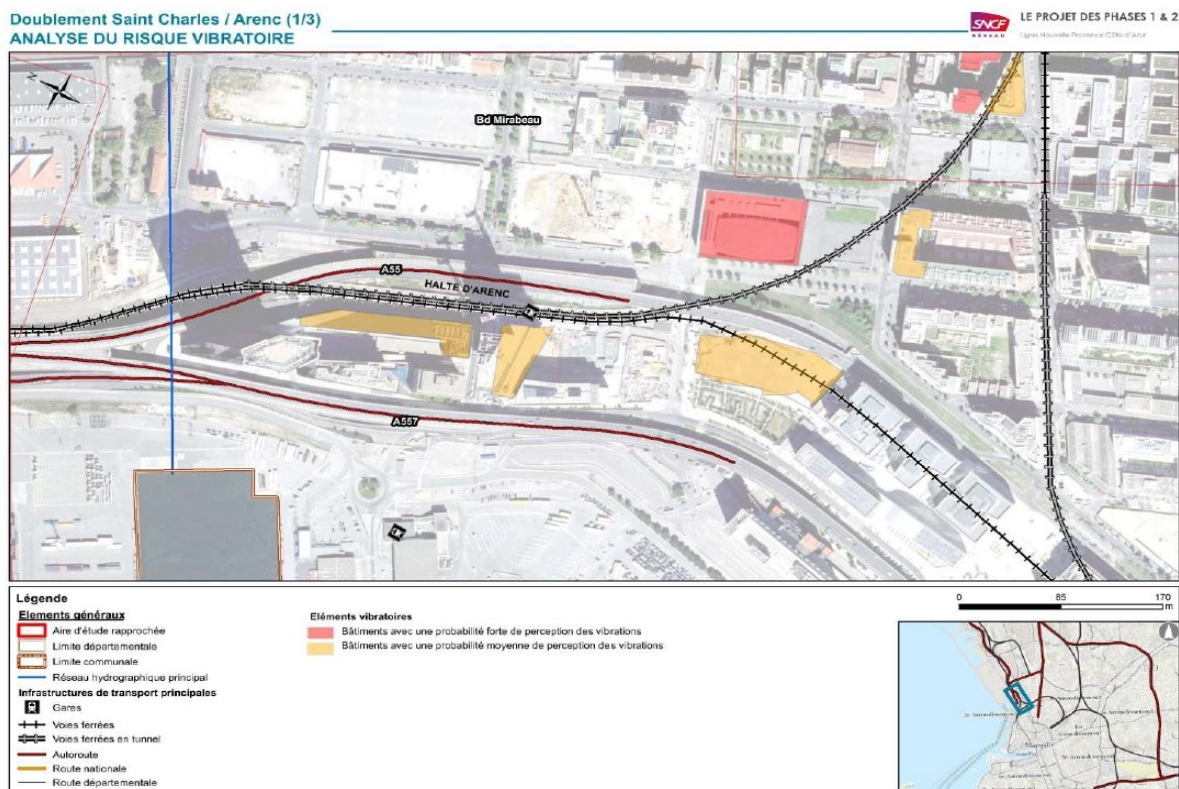 Doublement Saint Charles / Arenc (1/3)
ANALYSE DU RISQUE VIBRATOIRE
SNCF
RÉSEAU
LE PROJET DES PHASES 1 & 2
Ligne Nouvelle Provence Côte d'Azur
N
Bd Mirabeau
A55
HALTE D'ARENC
A557
Légende
Elements généraux
Aire d'étude rapprochée
Limite départementale
Limite communale
Réseau hydrographique principal
Infrastructures de transport principales
Gares
Voies ferrées
Voies ferrées en tunnel
Autoroute
Route nationale
Route départementale
Eléments vibratoires
Bâtiments avec une probabilité forte de perception des vibrations
Bâtiments avec une probabilité moyenne de perception des vibrations
0 85 170
m
Marseille